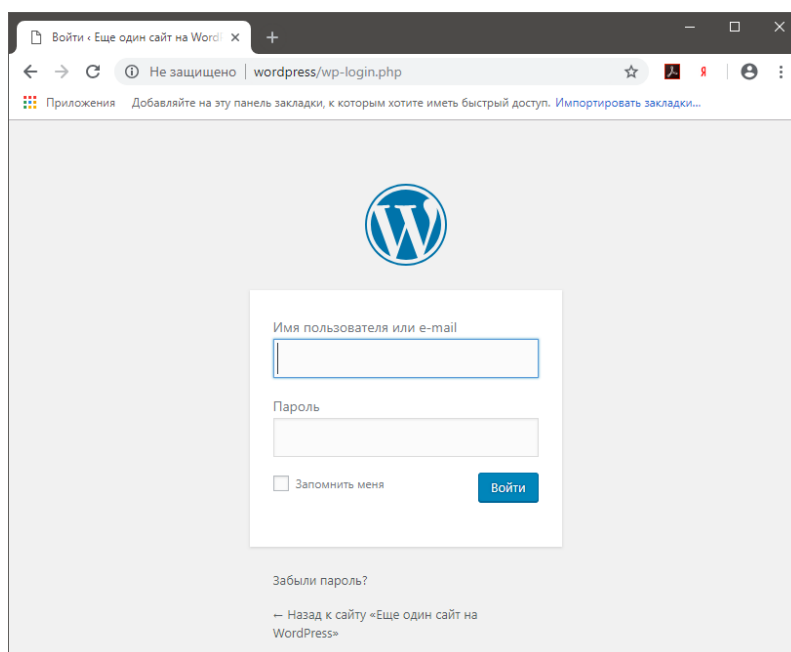 Войти ‹ Еще один сайт на Word
Не защищено | wordpress/wp-login.php
Приложения Добавляйте на эту панель закладки, к которым хотите иметь быстрый доступ. Импортировать закладки...
Имя пользователя или e-mail
Пароль
Запомнить меня
Войти
Забыли пароль?
← Назад к сайту «Еще один сайт на
WordPress»